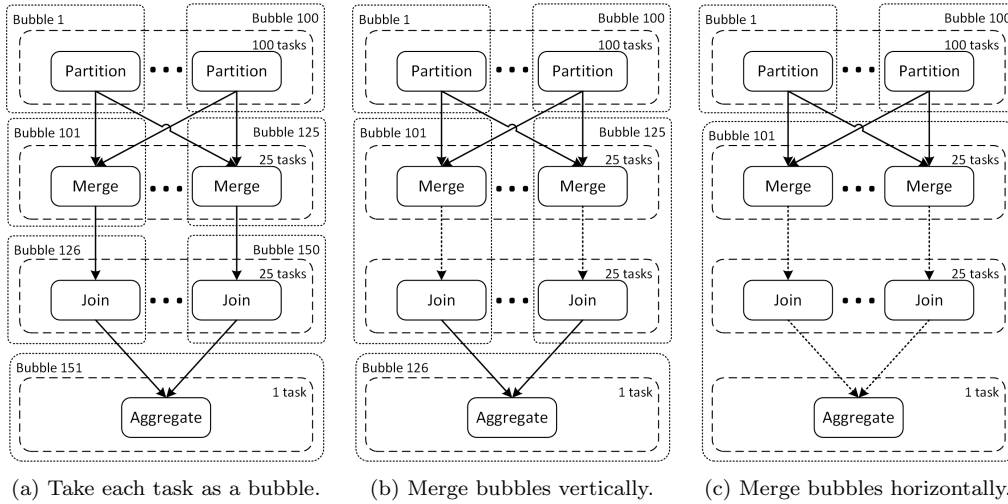 Bubble 1
Bubble 100
100 tasks
Partition
Partition
Bubble 101
Bubble 125
25 tasks
Merge
Merge
Bubble 126
Bubble 150
25 tasks
Join
Join
Bubble 151
1 task
Aggregate
(a) Take each task as a bubble.
Bubble 1
Bubble 100
100 tasks
Partition
Partition
Bubble 101
Bubble 125
25 tasks
Merge
Merge
25 tasks
Join
Join
Bubble 126
1 task
Aggregate
(b) Merge bubbles vertically.
Bubble 1
Bubble 100
100 tasks
Partition
Partition
Bubble 101
25 tasks
Merge
Merge
25 tasks
Join
Join
1 task
Aggregate
(c) Merge bubbles horizontally